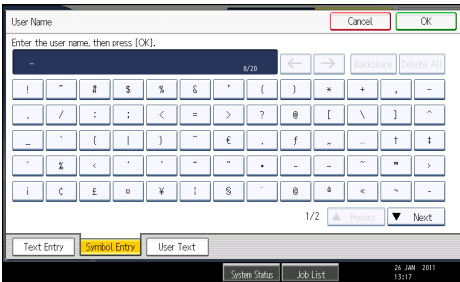 User Name
Cancel
OK
Enter the user name, then press [OK].
_
0/20
← → Backspace Delete All
! " # $ % & ' ( ) * + , -
. / : ; < = > ? @ [ \ ] ^
_ ` { | } ~ € ‚ ƒ „ … † ‡
¡ ¢ £ ¤ ¥ ¦ § ¨ © ª « ¬ -
1/2 ▲ Previous ▼ Next
Text Entry Symbol Entry User Text
System Status Job List
26 JAN 2011
13:17